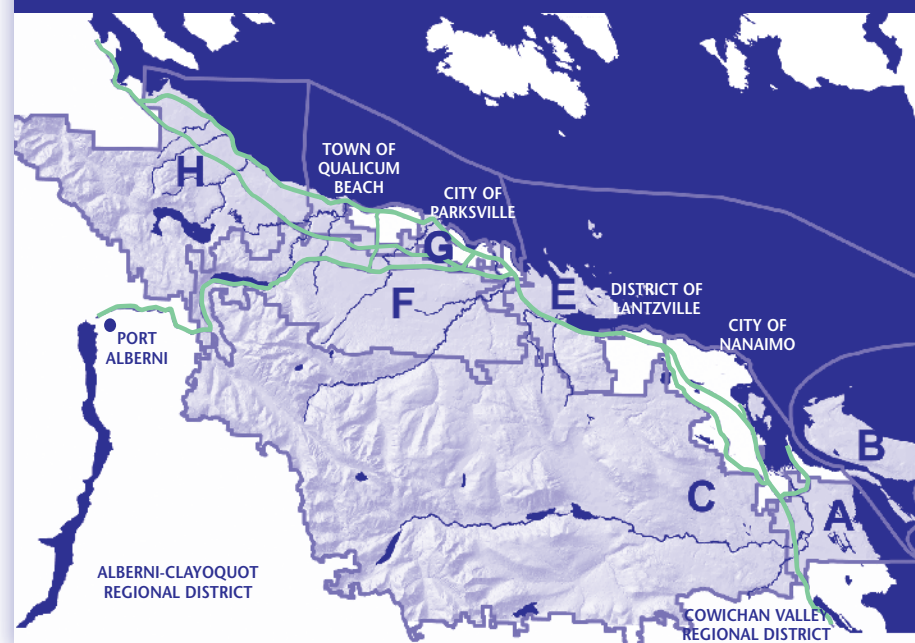 H
TOWN OF
QUALICUM
BEACH
CITY OF
PARKSVILLE
G
F
E
DISTRICT OF
LANTZVILLE
CITY OF
NANAIMO
PORT
ALBERNI
B
C
A
ALBERNI-CLAYOQUOT
REGIONAL DISTRICT
COWICHAN VALLEY
REGIONAL DISTRICT